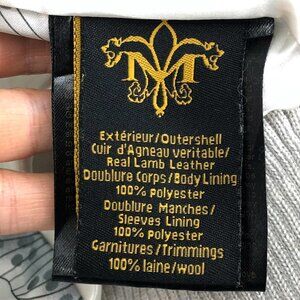 M
Extérieur/Outershell
Cuir d'Agneau veritable/
Real Lamb Leather
Doublure Corps/Body Lining
100% polyester
Doublure Manches/
Sleeves Lining
100% polyester
Garnitures/Trimmings
100% laine/wool